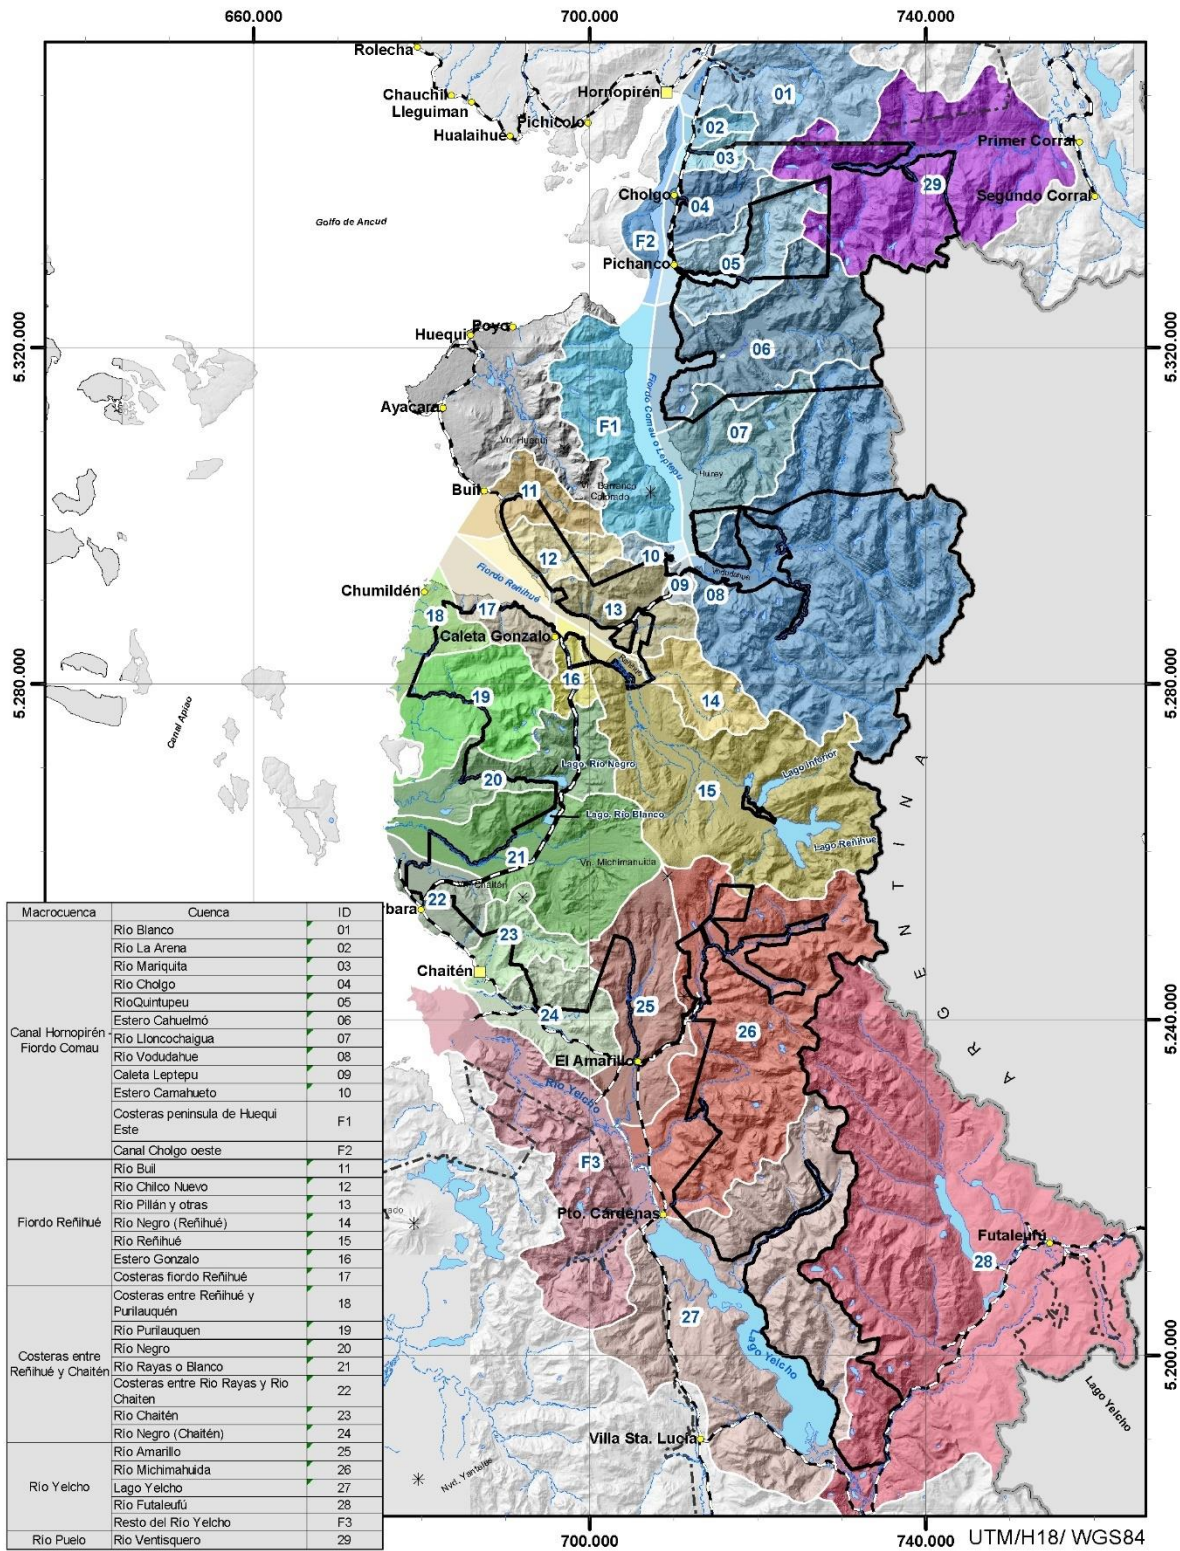 660.000
700.000
740.000
Rolecha
Chauchil
Lleguiman
Hualaihué
Pichicolo
Hornopirén
01
02
03
Primer Corral
29
Segundo Corral
Cholgo
04
Golfo de Ancud
F2
Pichanco
05
5.320.000
Poyo
Huequi
06
5.320.000
Ayacara
Fiordo Comau o Leptepu
F1
07
Vn. Huequi
Huinay
Buil
11
Colomdo
12
10
Vodudahue
Fiordo Reñihué
09
08
Chumildén
17
13
18
Caleta Gonzalo
16
5.280.000
19
14
5.280.000
Canal Apiao
Lago. Río Negro
Lago Inferior
20
15
Lago. Río Blanco
Lago Reñihue
21
Vn. Michimahuida
Chaitén
22
rbara
23
Chaitén
24
25
26
El Amarillo
5.240.000
ARGENTINA
Río Yelcho
F3
Pto. Cárdenas
Futaleufú
28
27
Lago Yelcho
5.200.000
Lago Yelcho
Villa Sta. Lucía
Nvd. Yanteles
700.000
740.000
UTM/H18/ WGS84
Macrocuenca Cuenca ID
Canal Hornopirén - Fiordo Comau
Río Blanco 01
Río La Arena 02
Río Mariquita 03
Río Cholgo 04
RíoQuintupeu 05
Estero Cahuelmó 06
Río Lloncochaigua 07
Río Vodudahue 08
Caleta Leptepu 09
Estero Camahueto 10
Costeras peninsula de Huequi Este F1
Canal Cholgo oeste F2
Fiordo Reñihué
Río Buil 11
Río Chilco Nuevo 12
Río Pillán y otras 13
Río Negro (Reñihué) 14
Río Reñihué 15
Estero Gonzalo 16
Costeras fiordo Reñihué 17
Costeras entre Reñihué y Chaitén
Costeras entre Reñihué y Purilauquén 18
Río Purilauquen 19
Río Negro 20
Río Rayas o Blanco 21
Costeras entre Rio Rayas y Rio Chaiten 22
Río Chaitén 23
Río Negro (Chaitén) 24
Río Yelcho
Río Amarillo 25
Río Michimahuida 26
Lago Yelcho 27
Río Futaleufú 28
Resto del Río Yelcho F3
Río Puelo
Río Ventisquero 29